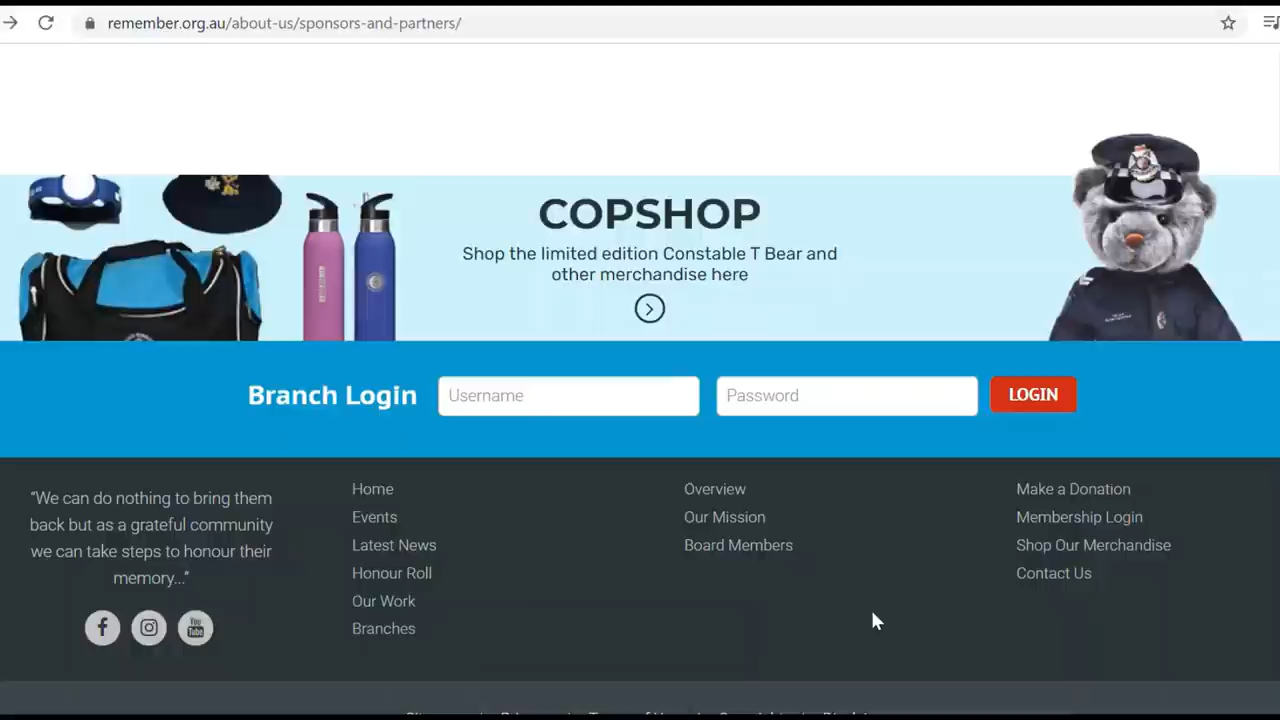 remember.org.au/about-us/sponsors-and-partners/
COPSHOP
Shop the limited edition Constable T Bear and
other merchandise here
Branch Login
Username
Password
LOGIN
“We can do nothing to bring them
back but as a grateful community
we can take steps to honour their
memory...”
Home
Events
Latest News
Honour Roll
Our Work
Branches
Overview
Our Mission
Board Members
Make a Donation
Membership Login
Shop Our Merchandise
Contact Us